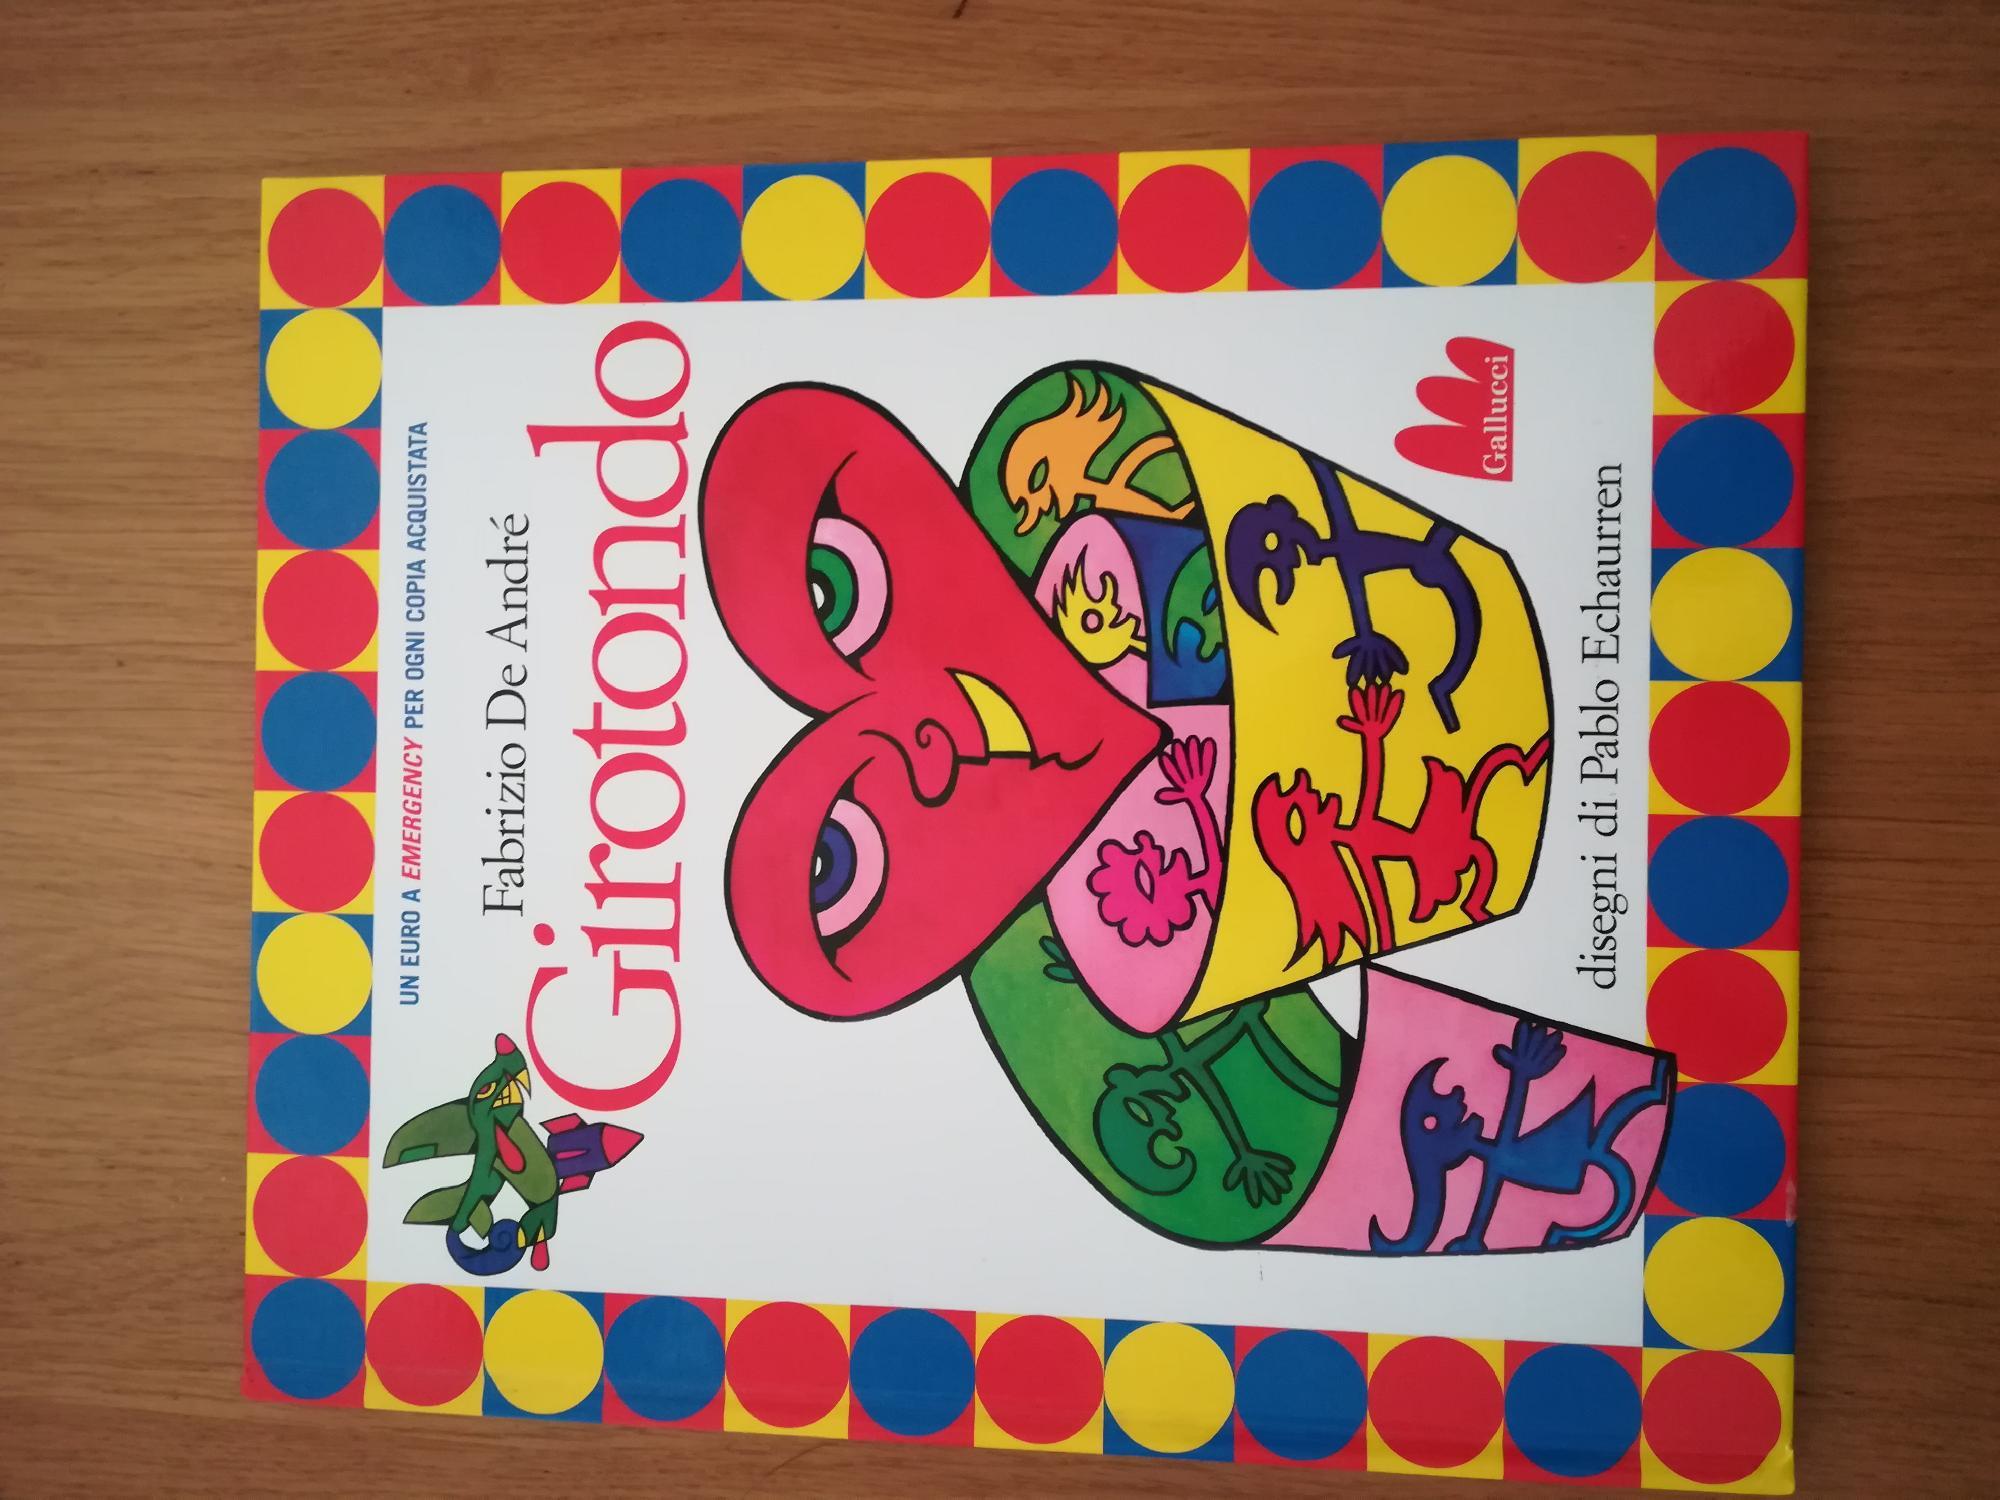 UN EURO A EMERGENCY PER OGNI COPIA ACQUISTATA
Fabrizio De André
Girotondo
Gallucci
disegni di Pablo Echaurren